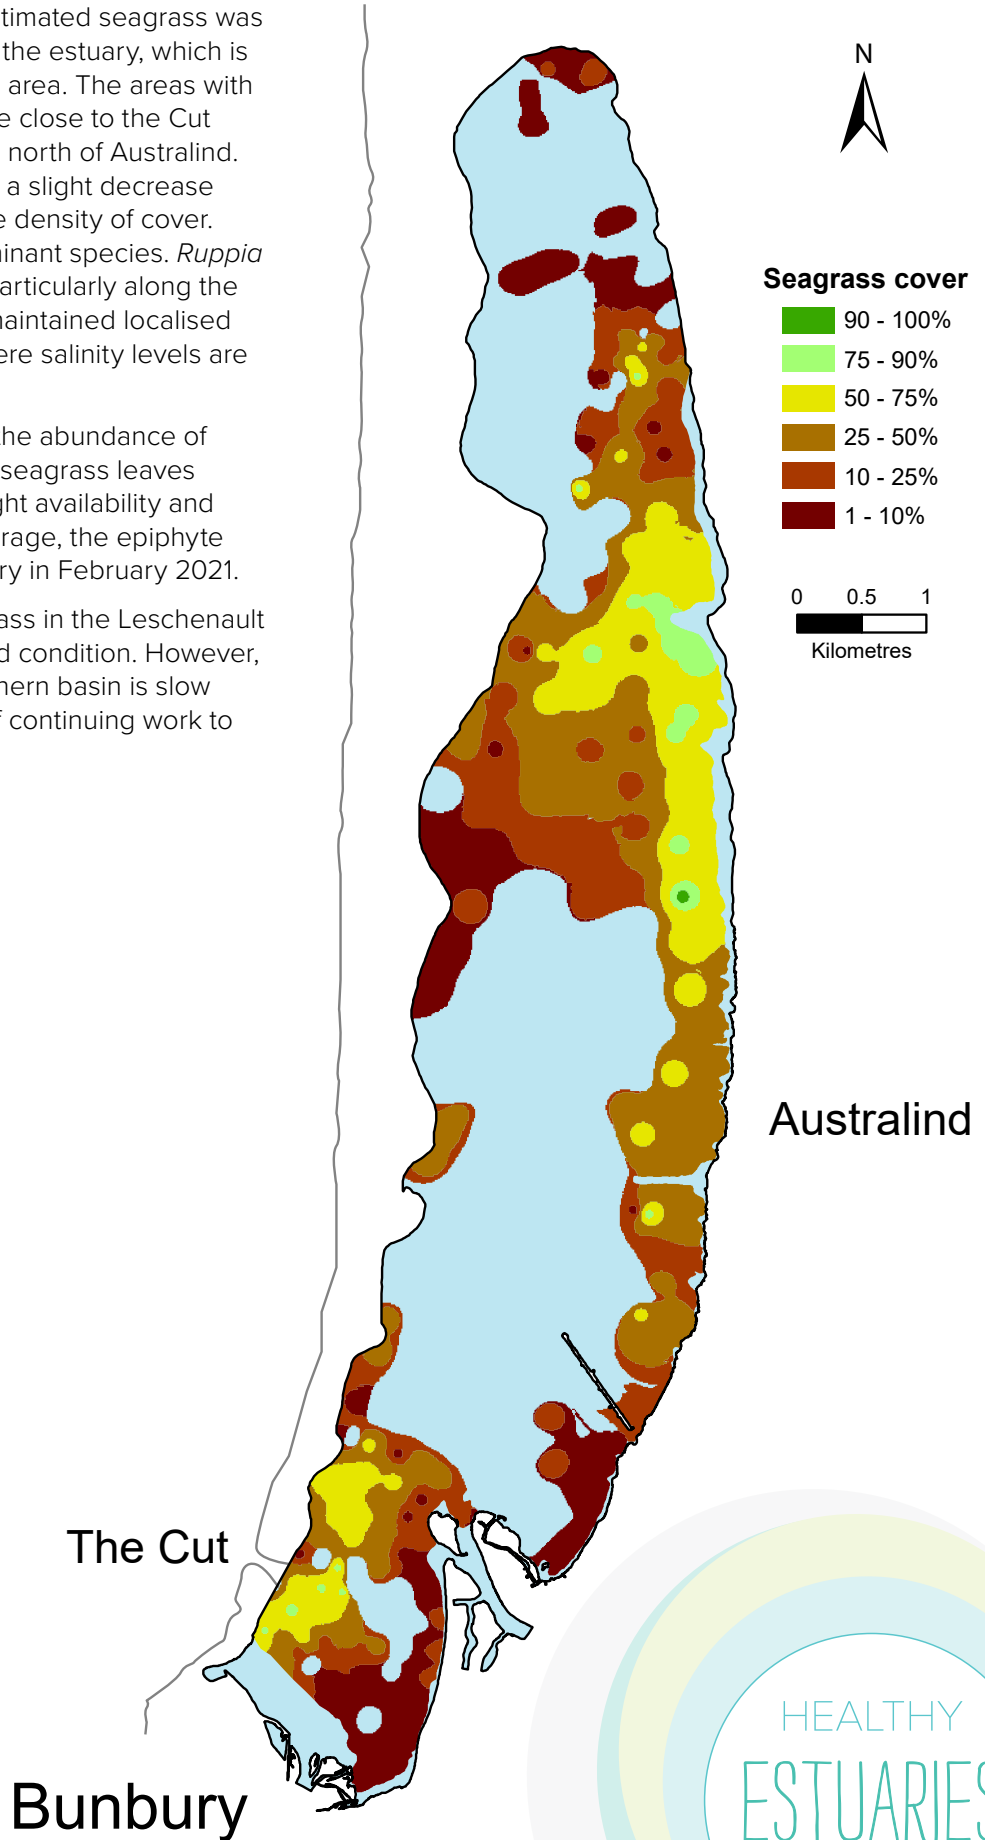 timated seagrass was
the estuary, which is
area. The areas with
e close to the Cut
north of Australind.
a slight decrease
e density of cover.
inant species. Ruppia
articularly along the
naintained localised
ere salinity levels are
the abundance of
seagrass leaves
ght availability and
erage, the epiphyte
ry in February 2021.
ass in the Leschenault
d condition. However,
hern basin is slow
f continuing work to
N
Seagrass cover
90 - 100%
75 - 90%
50 - 75%
25 - 50%
10 - 25%
1 - 10%
0 0.5 1
Kilometres
Australind
The Cut
Bunbury
HEALTHY
ESTUARIES